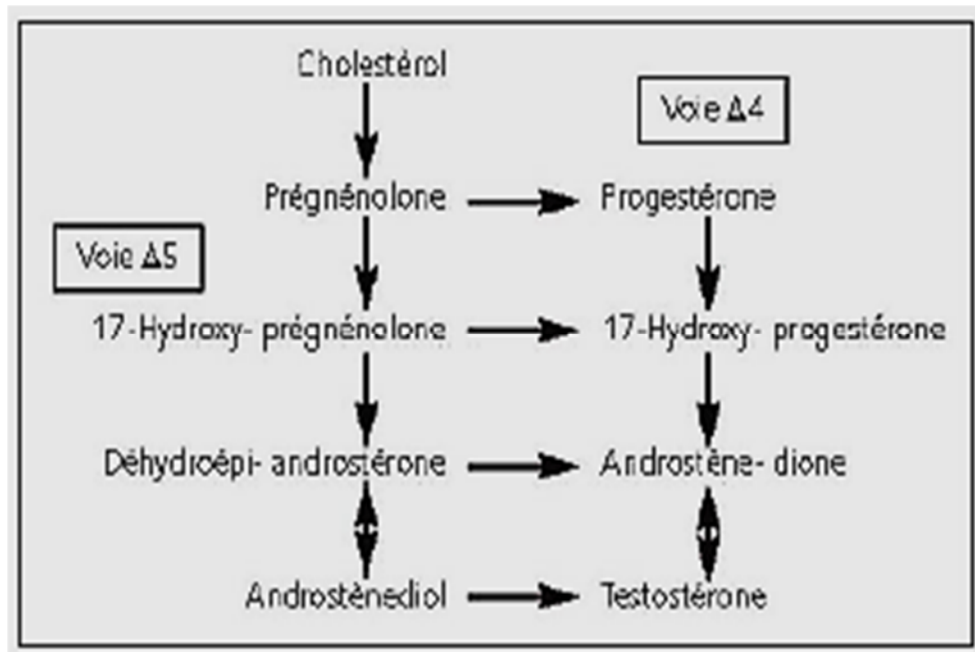 Cholestérol
Voie Δ4
Prégnénolone
Progestérone
Voie Δ5
17-Hydroxy- prégnénolone
17-Hydroxy- progestérone
Déhydroépi- androstérone
Androstène- dione
Androstènediol
Testostérone